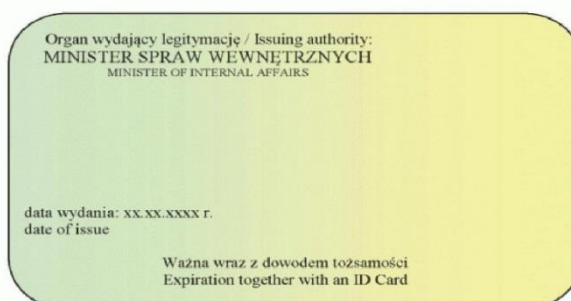 Organ wydający legitymację / Issuing authority:
MINISTER SPRAW WEWNĘTRZNYCH
MINISTER OF INTERNAL AFFAIRS
data wydania: xx.xx.xxxx r.
date of issue
Ważna wraz z dowodem tożsamości
Expiration together with an ID Card